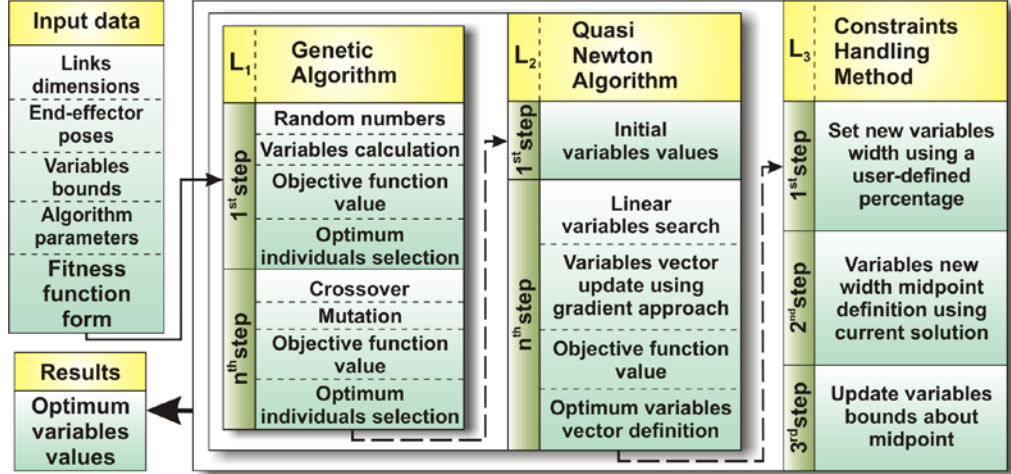 Input data
Links
dimensions
End-effector
poses
Variables
bounds
Algorithm
parameters
Fitness
function
form
Results
Optimum
variables
values
L1
Genetic
Algorithm
1st step
Random numbers
Variables calculation
Objective function
value
Optimum
individuals selection
nth step
Crossover
Mutation
Objective function
value
Optimum
individuals selection
L2
Quasi
Newton
Algorithm
1st step
Initial
variables values
nth step
Linear
variables search
Variables vector
update using
gradient approach
Objective function
value
Optimum variables
vector definition
L3
Constraints
Handling
Method
1st step
Set new variables
width using a
user-defined
percentage
2nd step
Variables new
width midpoint
definition using
current solution
3rd step
Update variables
bounds about
midpoint